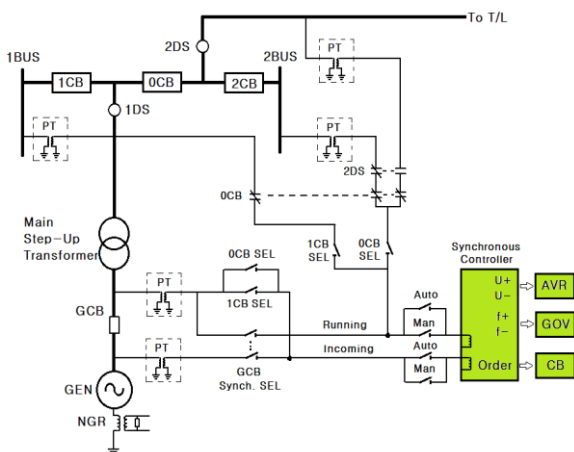 To T/L
2DS
1BUS
2BUS
PT
1CB
0CB
2CB
1DS
PT
PT
2DS
0CB
Main
Step-Up
Transformer
0CB SEL
1CB
SEL
0CB
SEL
Synchronous
Controller
PT
1CB SEL
U+
U-
AVR
GCB
Auto
Running
Man
f+
f-
GOV
Incoming
Auto
PT
Man
Order
CB
GEN
GCB
Synch. SEL
NGR